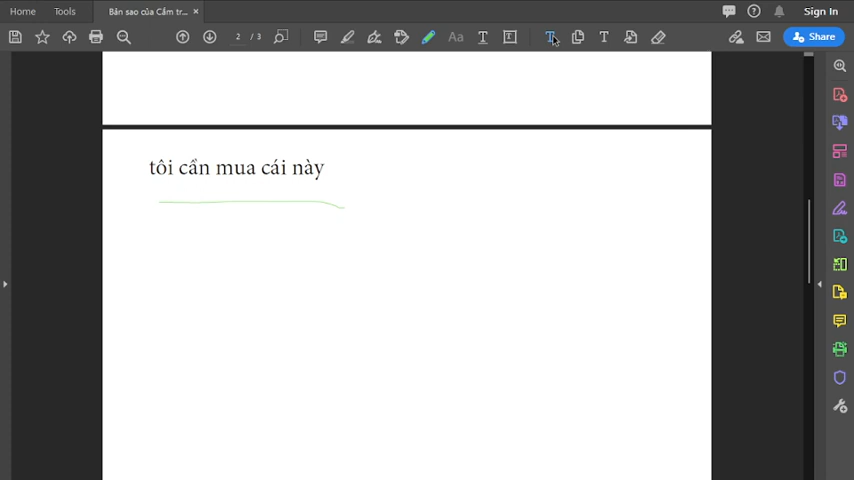 Home Tools Bản sao của Cẩm tr... × Sign In
2 / 3 Aa T T T T Share
tôi cần mua cái này